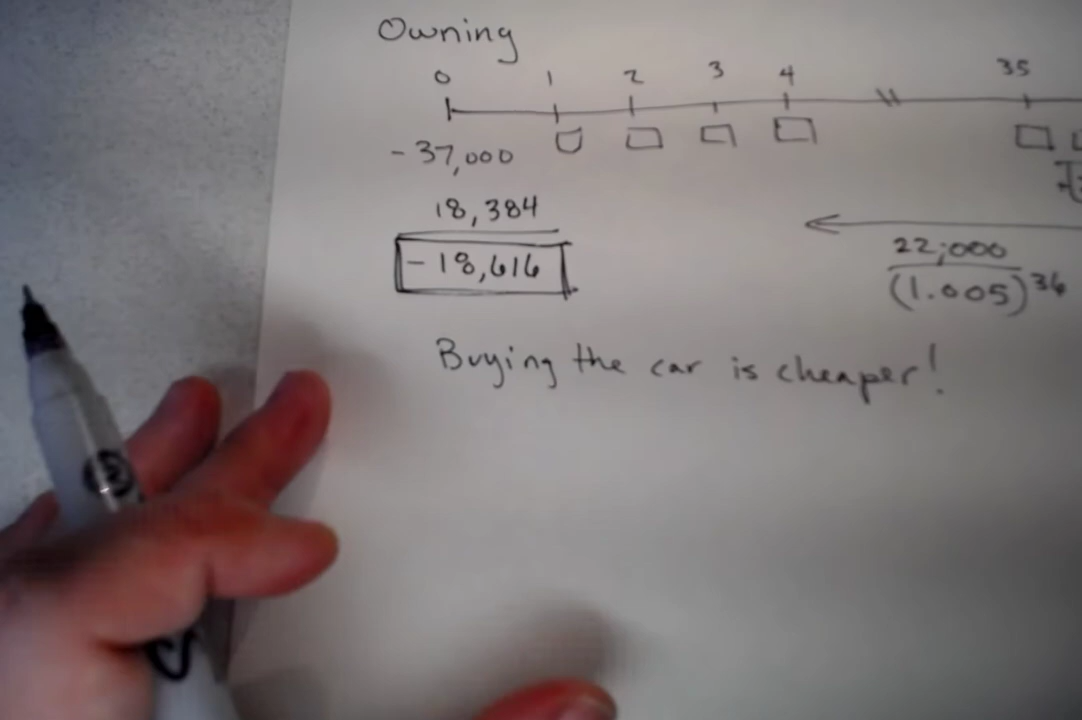 Owning
0 1 2 3 4 35
-37,000
18,384
-18,616
22,000
(1.005)36
Buying the car is cheaper!